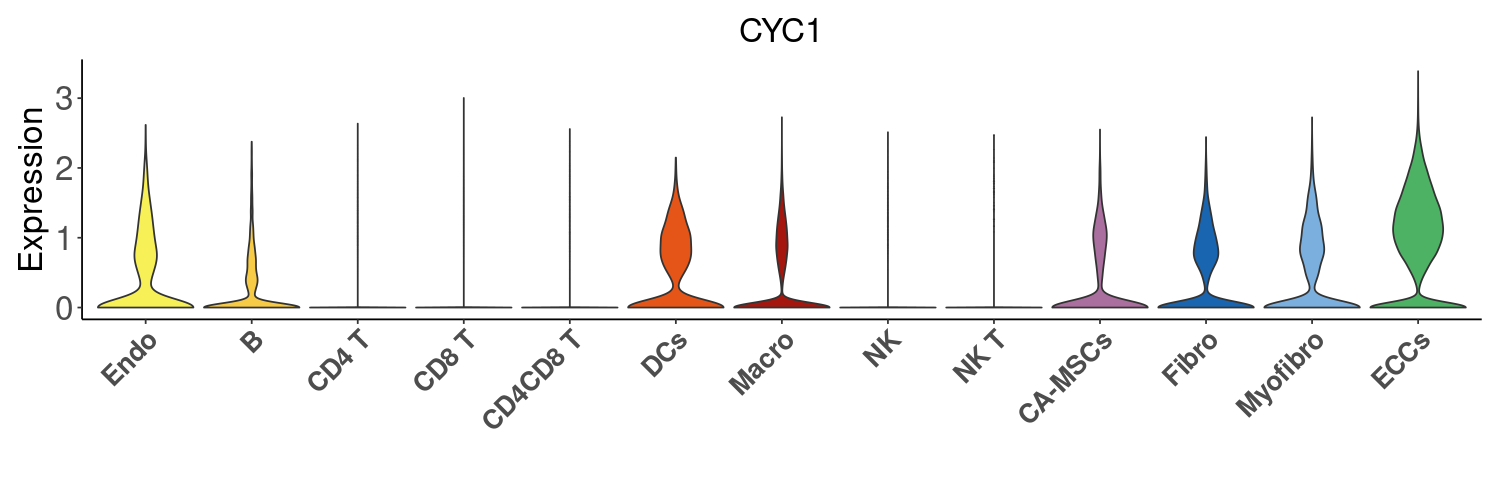 CYC1
Expression
3
2
1
0
Endo
B
CD4 T
CD8 T
CD4CD8 T
DCs
Macro
NK
NK T
CA-MSCs
Fibro
Myofibro
ECCs